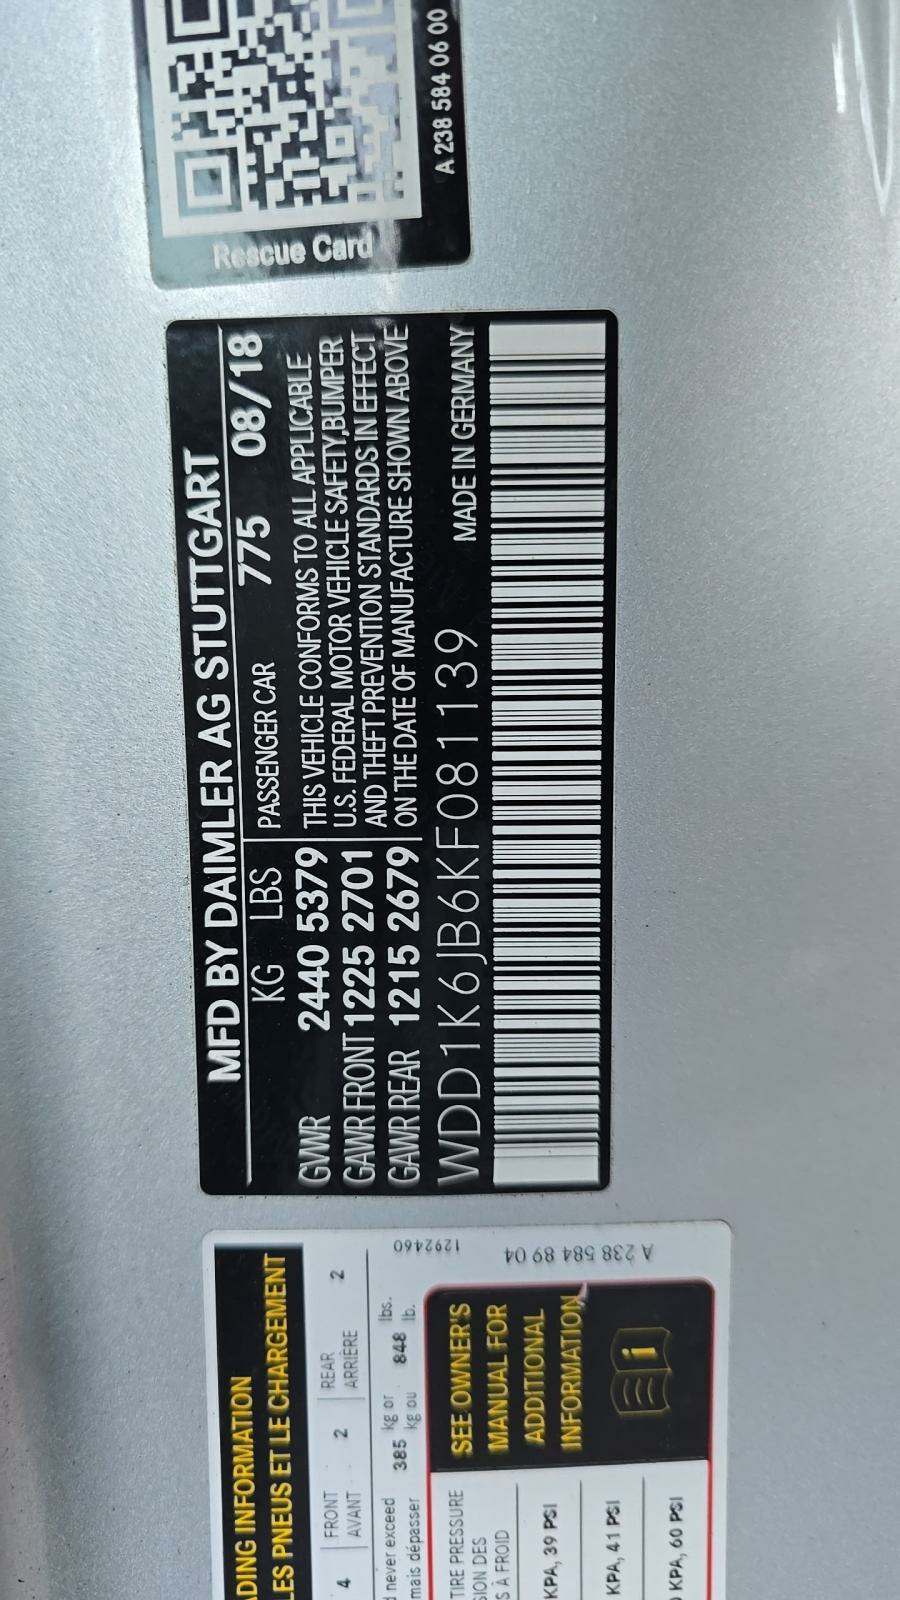 Rescue Card
A 238 584 06 00
MFD BY DAIMLER AG STUTTGART
KG LBS PASSENGER CAR 775 08/18
GVWR 2440 5379 THIS VEHICLE CONFORMS TO ALL APPLICABLE
U.S. FEDERAL MOTOR VEHICLE SAFETY,BUMPER
GAWR FRONT 1225 2701 AND THEFT PREVENTION STANDARDS IN EFFECT
GAWR REAR 1215 2679 ON THE DATE OF MANUFACTURE SHOWN ABOVE
WDD1K6JB6KF081139 MADE IN GERMANY
ADING INFORMATION
LES PNEUS ET LE CHARGEMENT
4 FRONT 2 REAR 2
AVANT ARRIÈRE
d never exceed 385 kg or 848 lbs.
mais dépasser kg ou lb.
1292460
A 238 584 89 04
TIRE PRESSURE
SION DES
S À FROID
KPA, 39 PSI
KPA, 41 PSI
0 KPA, 60 PSI
SEE OWNER'S
MANUAL FOR
ADDITIONAL
INFORMATION
i